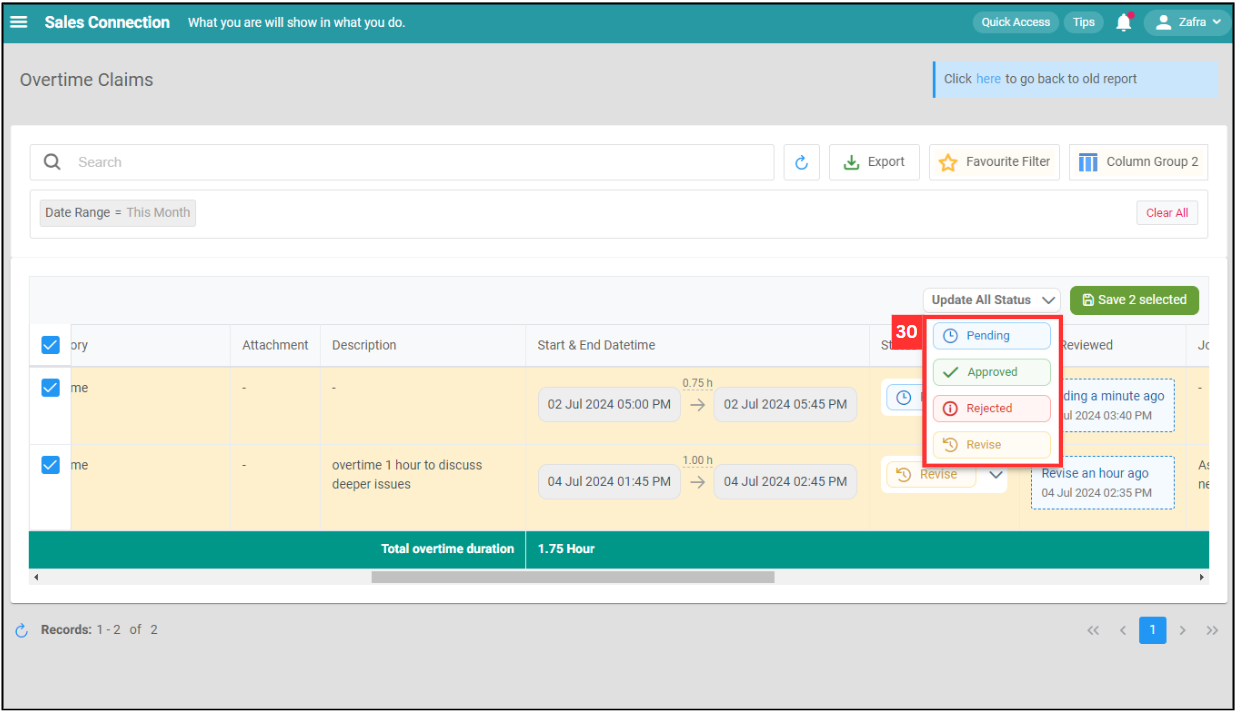 Sales Connection What you are will show in what you do. Quick Access Tips Zafra
Overtime Claims
Click here to go back to old report
Search Export Favourite Filter Column Group 2
Date Range = This Month Clear All
Update All Status Save 2 selected
ory Attachment Description Start & End Datetime St Reviewed Jo
30
Pending
Approved
Rejected
Revise
me - - 02 Jul 2024 05:00 PM 0.75 h 02 Jul 2024 05:45 PM ding a minute ago -
ul 2024 03:40 PM
me - overtime 1 hour to discuss
deeper issues
04 Jul 2024 01:45 PM 1.00 h 04 Jul 2024 02:45 PM Revise Revise an hour ago As
04 Jul 2024 02:35 PM ne
Total overtime duration 1.75 Hour
Records: 1 - 2 of 2 « < 1 > »